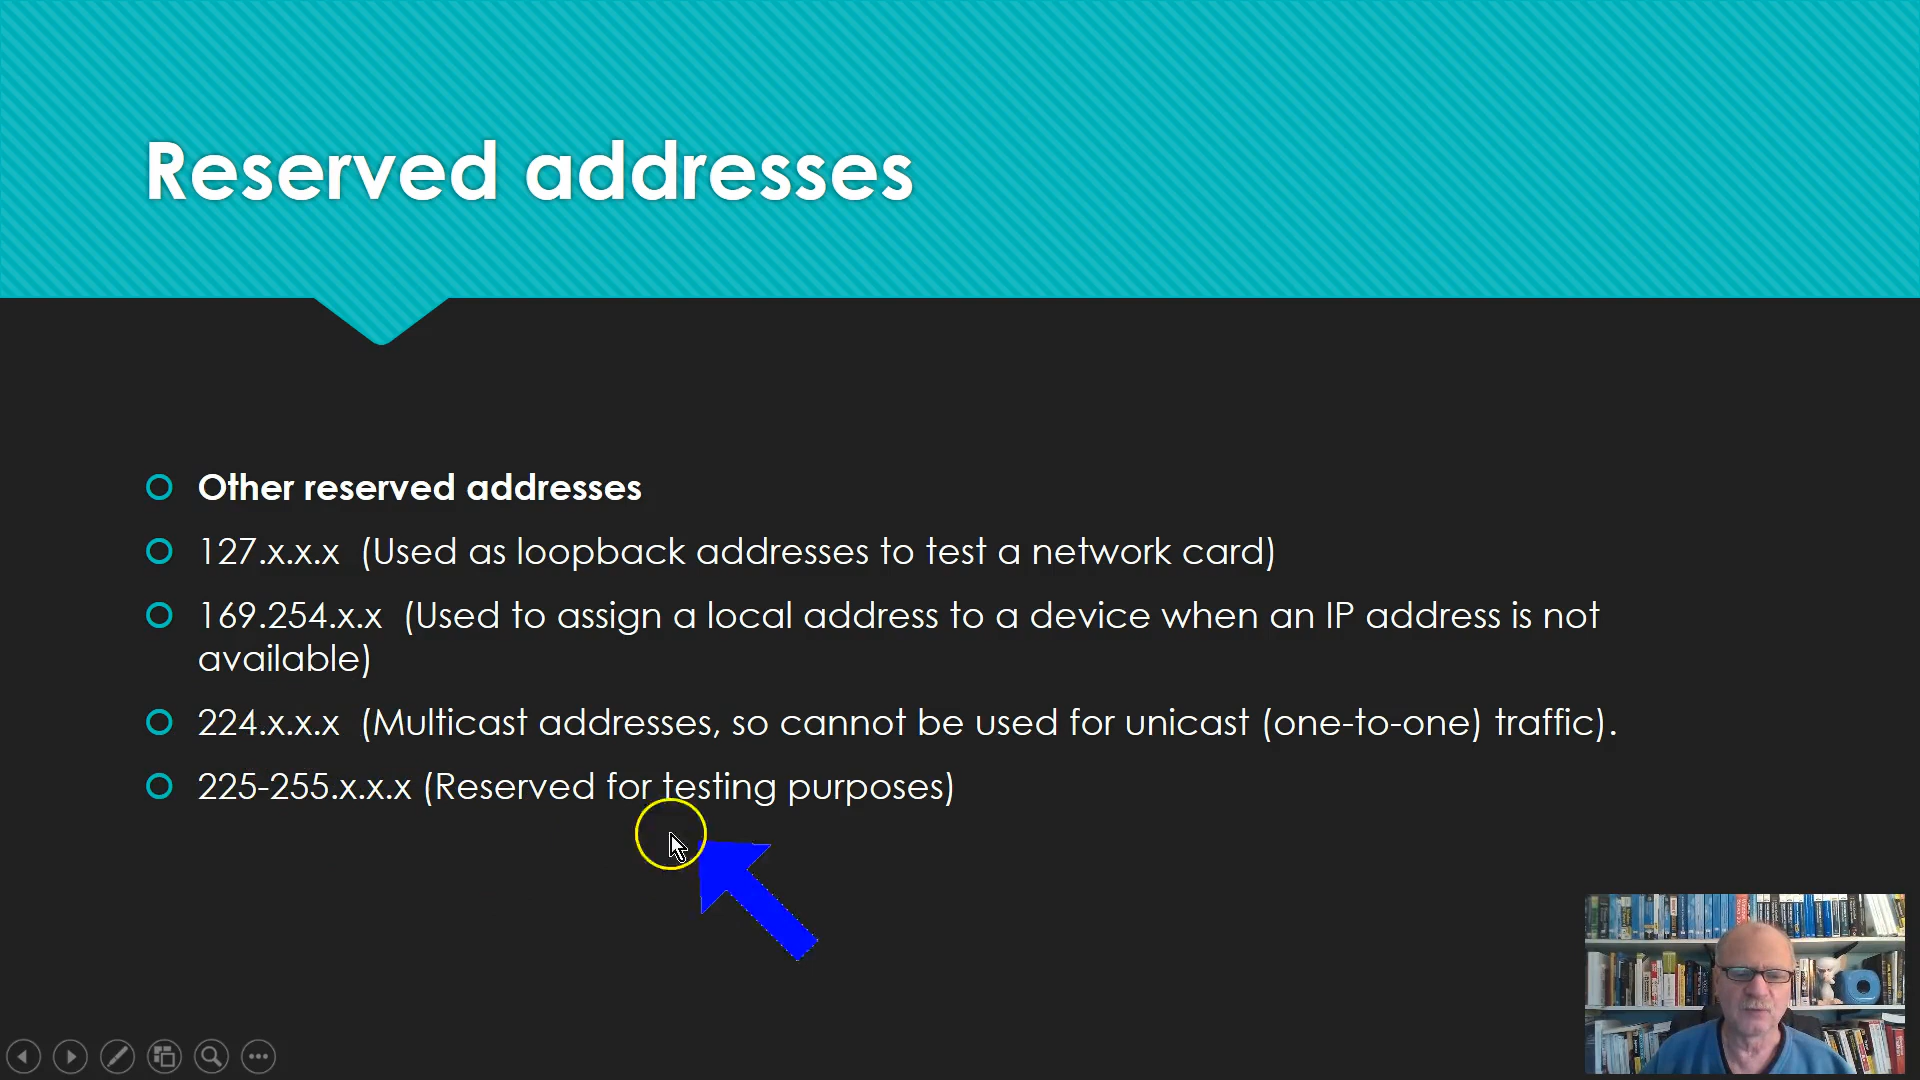 Reserved addresses
Other reserved addresses
127.x.x.x  (Used as loopback addresses to test a network card)
169.254.x.x  (Used to assign a local address to a device when an IP address is not
available)
224.x.x.x  (Multicast addresses, so cannot be used for unicast (one-to-one) traffic).
225-255.x.x.x (Reserved for testing purposes)